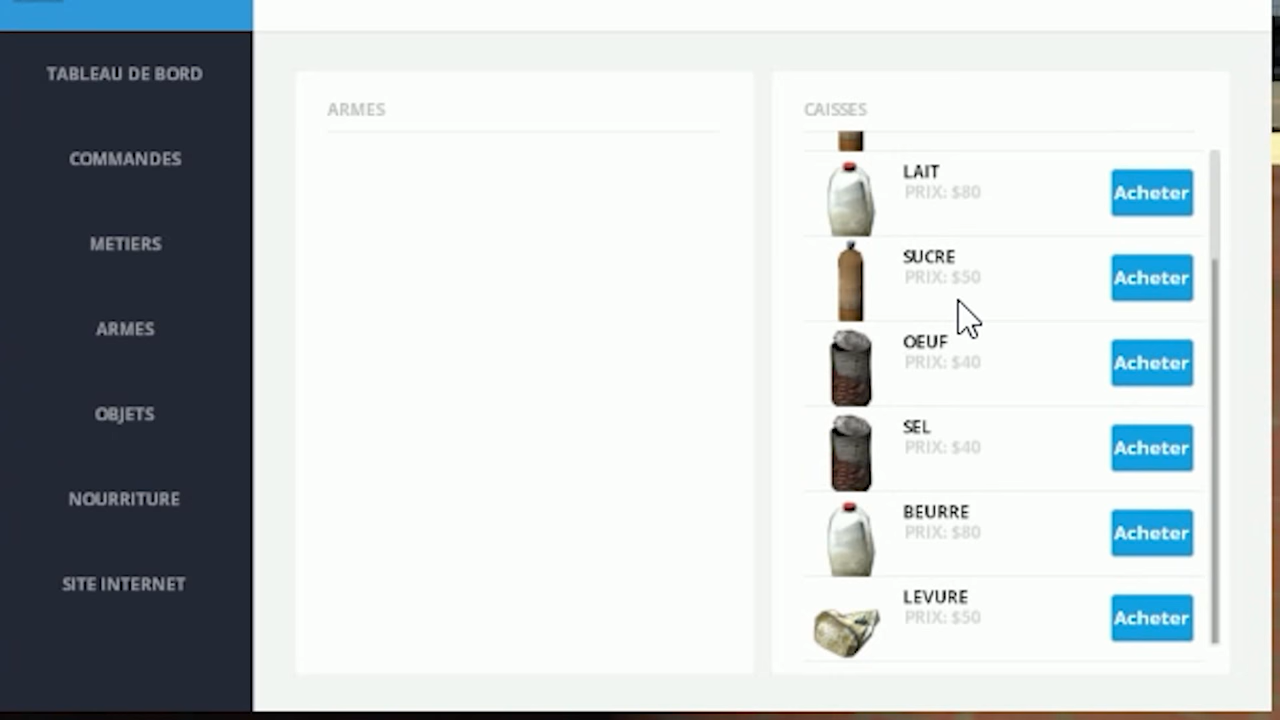 TABLEAU DE BORD
COMMANDES
METIERS
ARMES
OBJETS
NOURRITURE
SITE INTERNET
ARMES
CAISSES
LAIT
PRIX: $80
Acheter
SUCRE
PRIX: $50
Acheter
OEUF
PRIX: $40
Acheter
SEL
PRIX: $40
Acheter
BEURRE
PRIX: $80
Acheter
LEVURE
PRIX: $50
Acheter